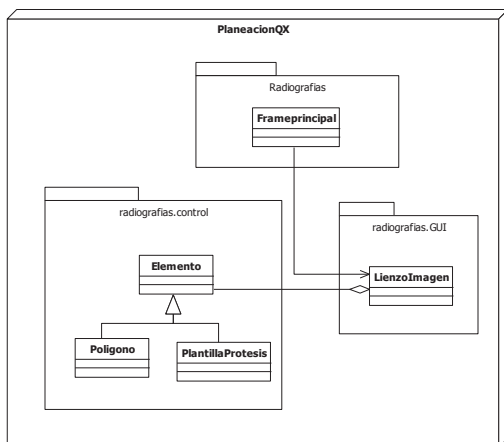 PlaneacionQX
Radiografias
Frameprincipal
radiografias.control
radiografias.GUI
Elemento
LienzoImagen
Poligono
PlantillaProtesis